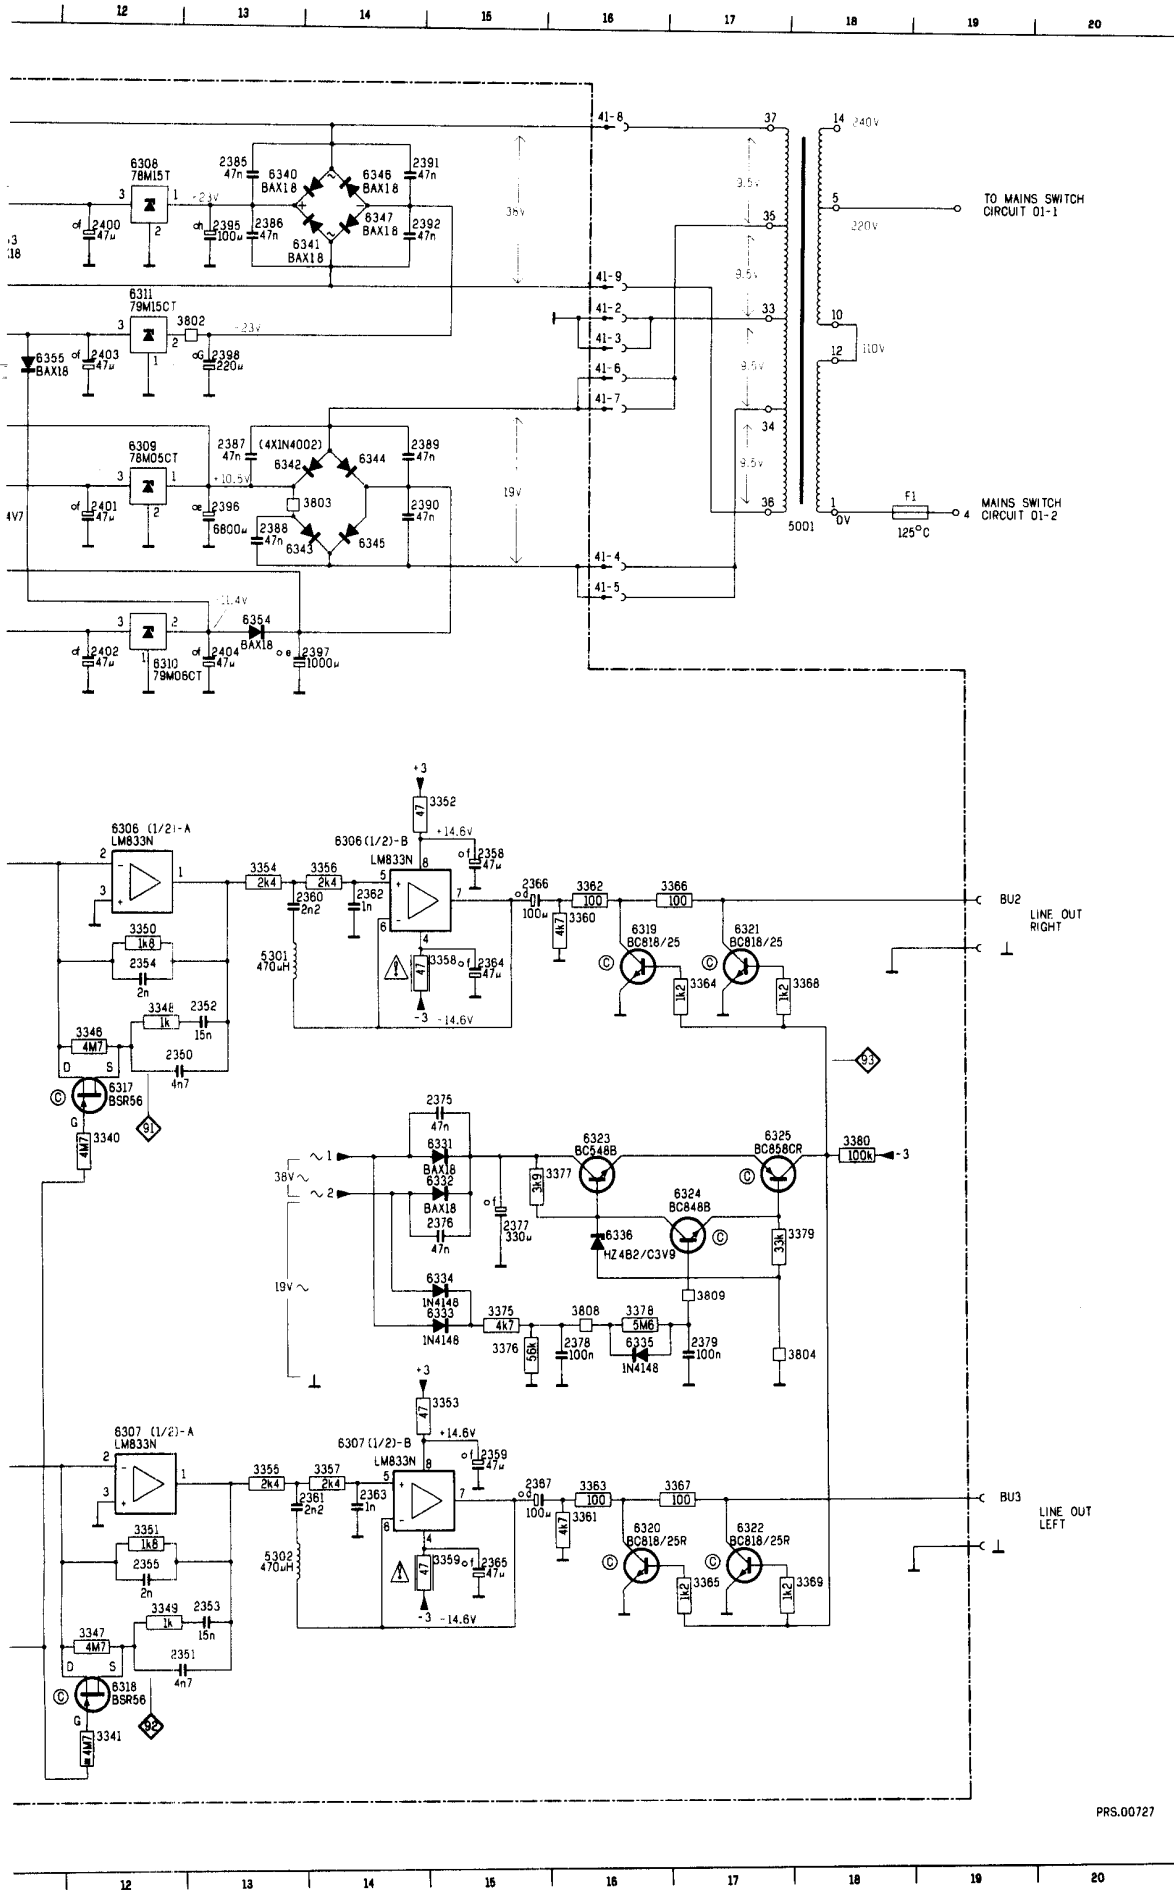 12 13 14 15 16 17 18 19 20
41-8
37
14
240V
6308
78M15T
2385
47n
6340
BAX18
6346
BAX18
2391
47n
38V
9.5V
5
TO MAINS SWITCH
CIRCUIT 01-1
3
1
2
2400
47µ
2395
100µ
2386
47n
6341
BAX18
6347
BAX18
2392
47n
35
220V
9.5V
18
41-9
6311
79M15CT
3
2
1
3802
-23V
41-2
33
10
41-3
12
110V
6355
BAX18
2403
47µ
2398
220µ
41-6
9.5V
41-7
34
6309
78M05CT
2387
47n
(4X1N4002)
6342
6344
2389
47n
3
1
2
+10.5V
3803
19V
9.5V
4V7
2401
47µ
2396
6800µ
2388
47n
6343
6345
2390
47n
36
5001
1
0V
F1
125°C
4
MAINS SWITCH
CIRCUIT 01-2
41-4
41-5
3
2
1
6354
BAX18
2402
47µ
6310
79M06CT
2404
47µ
2397
1000µ
+3
47
3352
6306 (1/2)-A
LM833N
6306(1/2)-B
LM833N
+14.6V
2358
47µ
2
1
3
3354
2k4
3356
2k4
2360
2n2
2362
1n
5
6
7
8
4
2366
100µ
3362
100
3366
100
BU2
LINE OUT
RIGHT
3350
1k8
2354
2n
5301
470µH
3358
47
2364
47µ
4k7
3360
6319
BC818/25
6321
BC818/25
C
C
3364
1k2
3368
1k2
3348
1k
2352
15n
-3
-14.6V
3346
4M7
D
S
2350
4n7
93
C
6317
BSR56
G
91
3340
4M7
2375
47n
~1
38V~
~2
6331
BAX18
6332
BAX18
2376
47n
2377
330µ
3k9
3377
6323
BC548B
6325
BC858CR
C
3380
100k
-3
6324
BC848B
C
6336
HZ4B2/C3V9
33k
3379
19V~
6334
1N4148
6333
1N4148
3375
4k7
3376
56k
3808
2378
100n
3378
5M6
6335
1N4148
3809
2379
100n
3804
+3
47
3353
6307 (1/2)-A
LM833N
6307(1/2)-B
LM833N
+14.6V
2359
47µ
2
1
3
3355
2k4
3357
2k4
2361
2n2
2363
1n
5
6
7
8
4
2367
100µ
3363
100
3367
100
BU3
LINE OUT
LEFT
3351
1k8
2355
2n
5302
470µH
3359
47
2365
47µ
4k7
3361
6320
BC818/25R
6322
BC818/25R
C
C
3365
1k2
3369
1k2
3349
1k
2353
15n
-3
-14.6V
3347
4M7
D
S
2351
4n7
C
6318
BSR56
G
92
3341
4M7
PRS.00727
12 13 14 15 16 17 18 19 20